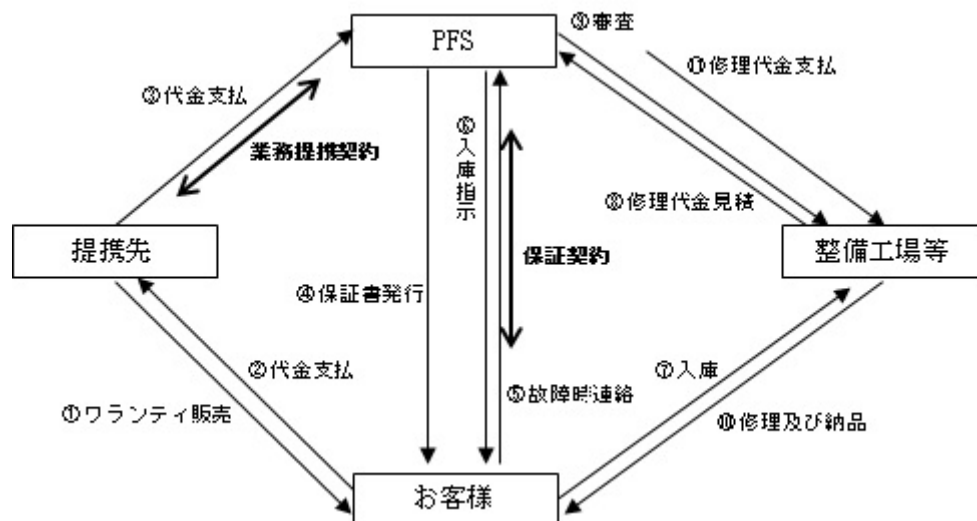 PFS
⑨審査
⑪修理代金支払
③代金支払
業務提携契約
⑥入庫指示
⑧修理代金見積
提携先
整備工場等
保証契約
④保証書発行
②代金支払
⑦入庫
⑤故障時連絡
①ワランティ販売
⑩修理及び納品
お客様